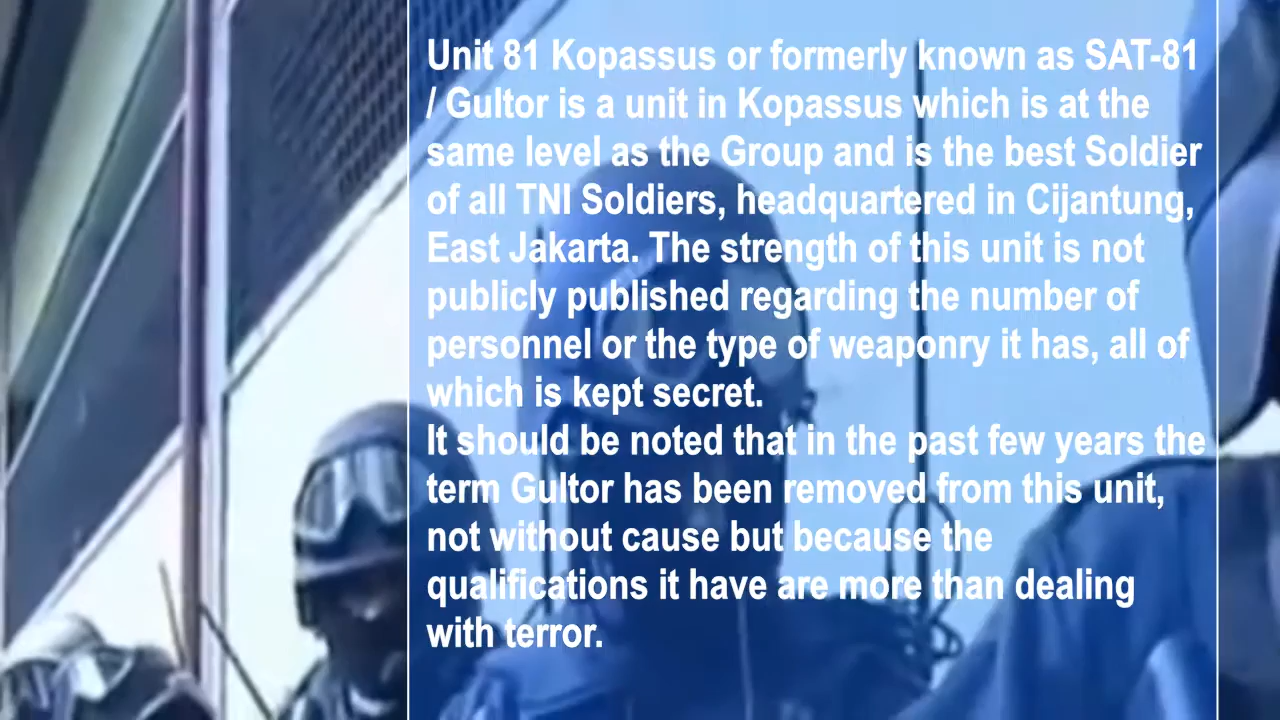 Unit 81 Kopassus or formerly known as SAT-81
/ Gultor is a unit in Kopassus which is at the
same level as the Group and is the best Soldier
of all TNI Soldiers, headquartered in Cijantung,
East Jakarta. The strength of this unit is not
publicly published regarding the number of
personnel or the type of weaponry it has, all of
which is kept secret.
It should be noted that in the past few years the
term Gultor has been removed from this unit,
not without cause but because the
qualifications it have are more than dealing
with terror.